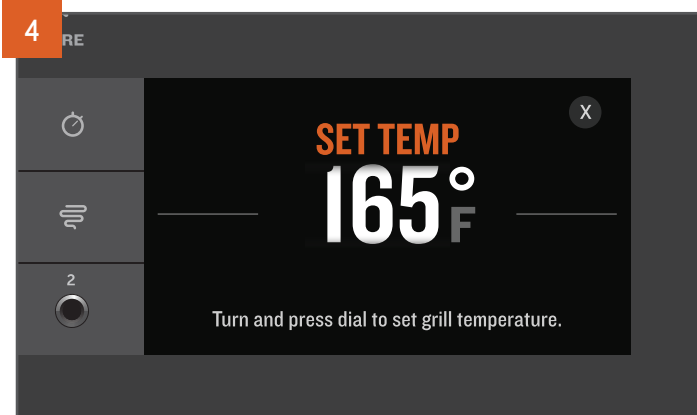 4
RE
X
SET TEMP
165°F
2
Turn and press dial to set grill temperature.